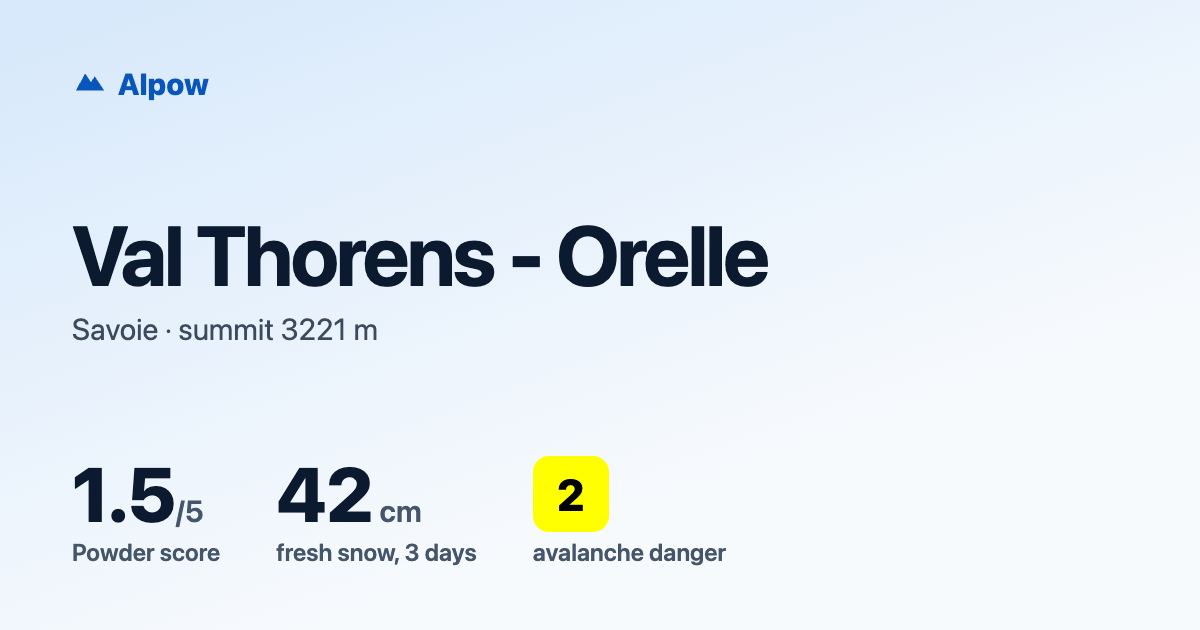 Alpow
Val Thorens - Orelle
Savoie · summit 3221 m
1.5/5
Powder score
42 cm
fresh snow, 3 days
2
avalanche danger